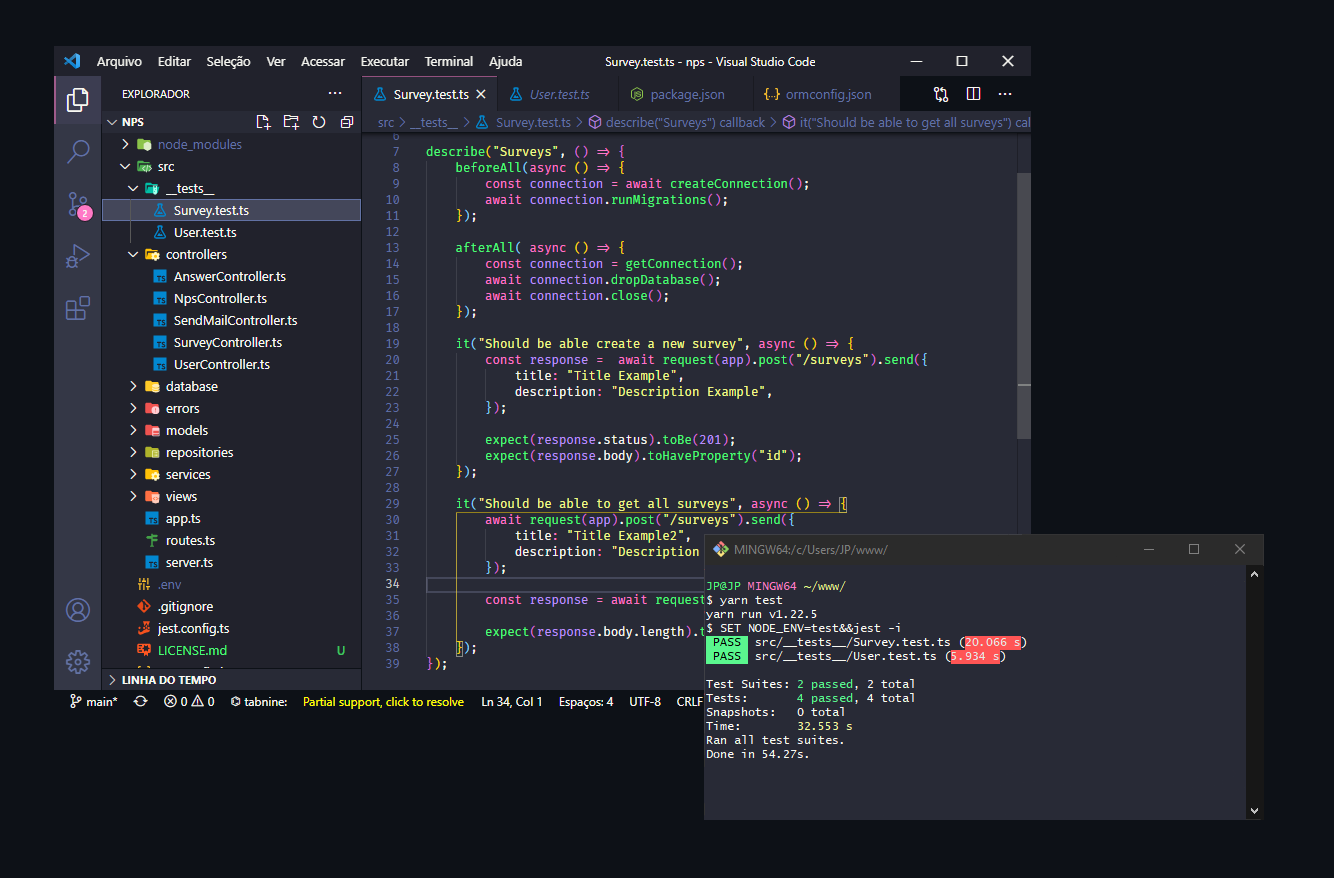 Arquivo Editar Seleção Ver Acessar Executar Terminal Ajuda
Survey.test.ts - nps - Visual Studio Code
EXPLORADOR
NPS
node_modules
src
__tests__
Survey.test.ts
User.test.ts
controllers
AnswerController.ts
NpsController.ts
SendMailController.ts
SurveyController.ts
UserController.ts
database
errors
models
repositories
services
views
app.ts
routes.ts
server.ts
.env
.gitignore
jest.config.ts
LICENSE.md U
LINHA DO TEMPO
2
Survey.test.ts User.test.ts package.json ormconfig.json
src > __tests__ > Survey.test.ts > describe("Surveys") callback > it("Should be able to get all surveys") cal
6
7 describe("Surveys", () => {
8 beforeAll(async () => {
9 const connection = await createConnection();
10 await connection.runMigrations();
11 });
12
13 afterAll( async () => {
14 const connection = getConnection();
15 await connection.dropDatabase();
16 await connection.close();
17 });
18
19 it("Should be able create a new survey", async () => {
20 const response =  await request(app).post("/surveys").send({
21 title: "Title Example",
22 description: "Description Example",
23 });
24
25 expect(response.status).toBe(201);
26 expect(response.body).toHaveProperty("id");
27 });
28
29 it("Should be able to get all surveys", async () => {
30 await request(app).post("/surveys").send({
31 title: "Title Example2",
32 description: "Description
33 });
34
35 const response = await request
36
37 expect(response.body.length).t
38 });
39 });
main* 0 0 tabnine: Partial support, click to resolve Ln 34, Col 1 Espaços: 4 UTF-8 CRLF
MINGW64:/c/Users/JP/www/
JP@JP MINGW64 ~/www/
$ yarn test
yarn run v1.22.5
$ SET NODE_ENV=test&&jest -i
PASS src/__tests__/Survey.test.ts (20.066 s)
PASS src/__tests__/User.test.ts (5.934 s)
Test Suites: 2 passed, 2 total
Tests: 4 passed, 4 total
Snapshots: 0 total
Time: 32.553 s
Ran all test suites.
Done in 54.27s.